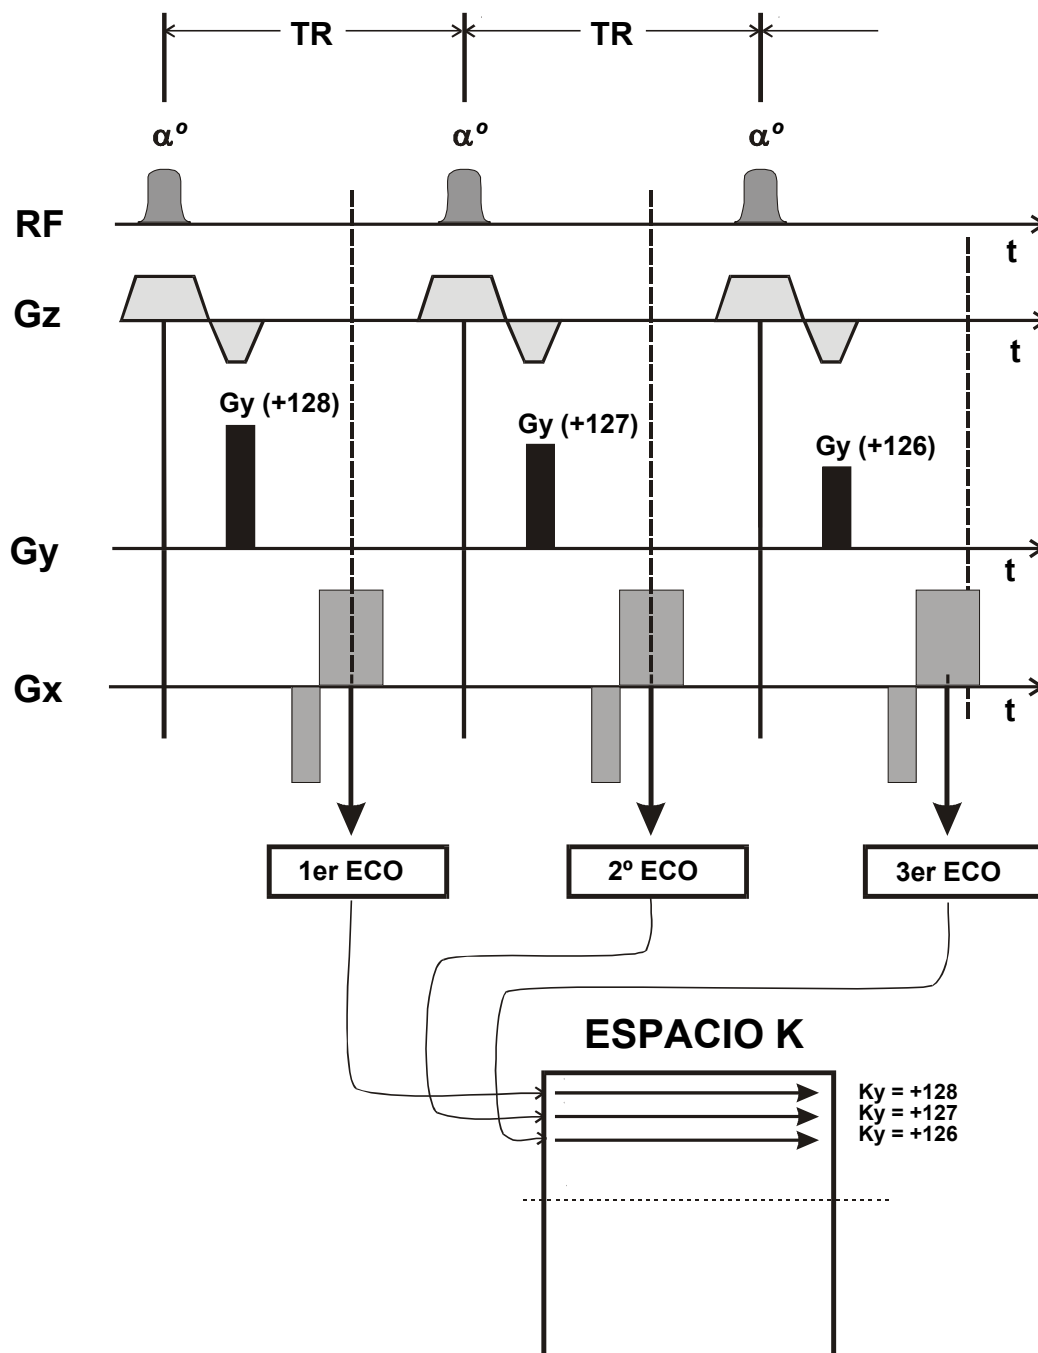 TR TR
αº αº αº
RF
t
Gz
t
Gy (+128)
Gy (+127)
Gy (+126)
Gy
t
Gx
t
1er ECO 2º ECO 3er ECO
ESPACIO K
Ky = +128
Ky = +127
Ky = +126